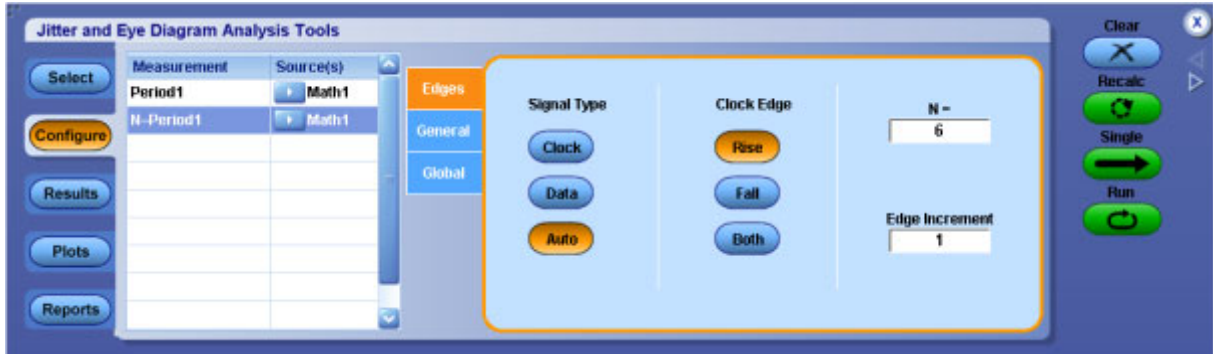 Jitter and Eye Diagram Analysis Tools
Select
Configure
Results
Plots
Reports
Measurement Source(s)
Period1 Math1
N-Period1 Math1
Edges
General
Global
Signal Type
Clock
Data
Auto
Clock Edge
Rise
Fall
Both
N =
6
Edge Increment
1
Clear
X
Recalc
Single
Run